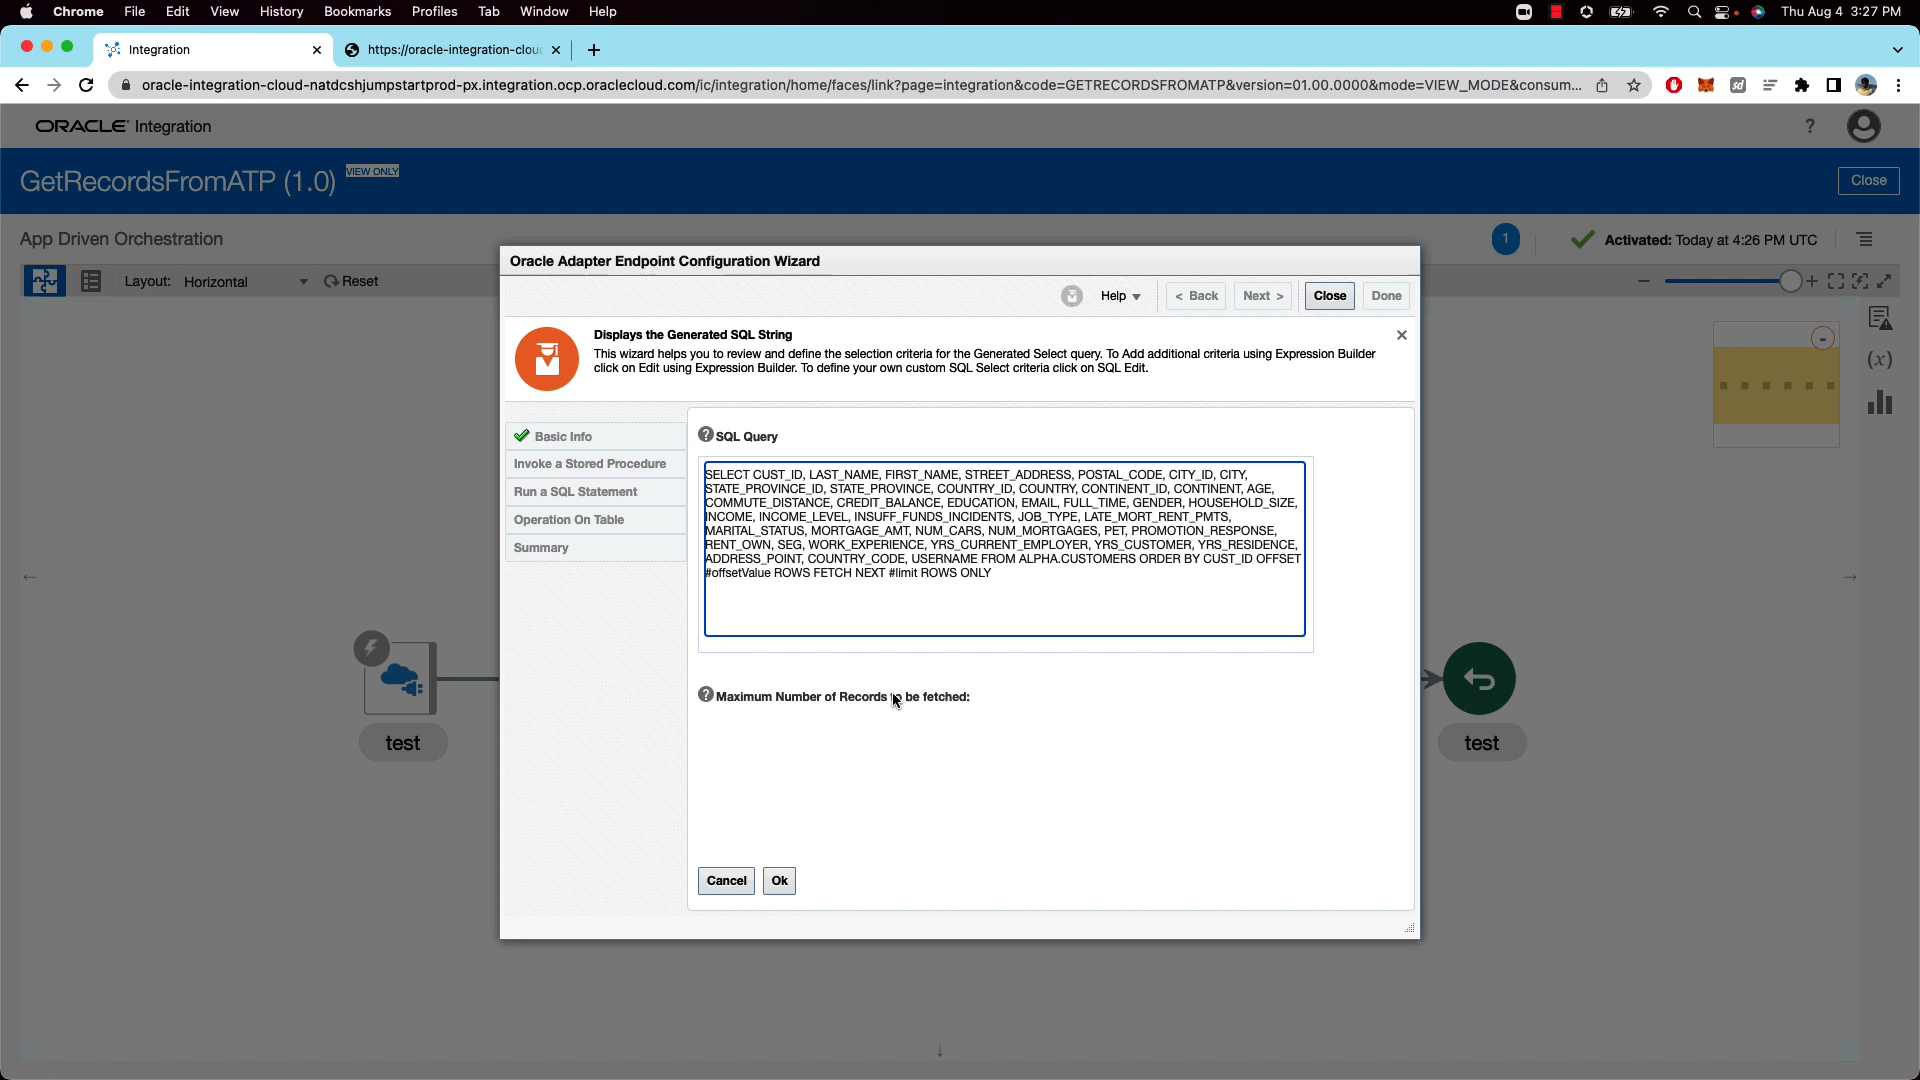 Chrome File Edit View History Bookmarks Profiles Tab Window Help Thu Aug 4 3:27 PM
Integration https://oracle-integration-clou
oracle-integration-cloud-natdcshjumpstartprod-px.integration.ocp.oraclecloud.com/ic/integration/home/faces/link?page=integration&code=GETRECORDSFROMATP&version=01.00.0000&mode=VIEW_MODE&consum...
ORACLE Integration ?
GetRecordsFromATP (1.0) VIEW ONLY Close
App Driven Orchestration 1 Activated: Today at 4:26 PM UTC
Layout: Horizontal Reset
Oracle Adapter Endpoint Configuration Wizard
Help < Back Next > Close Done
Displays the Generated SQL String
This wizard helps you to review and define the selection criteria for the Generated Select query. To Add additional criteria using Expression Builder
click on Edit using Expression Builder. To define your own custom SQL Select criteria click on SQL Edit.
(x)
Basic Info
Invoke a Stored Procedure
Run a SQL Statement
Operation On Table
Summary
SQL Query
SELECT CUST_ID, LAST_NAME, FIRST_NAME, STREET_ADDRESS, POSTAL_CODE, CITY_ID, CITY,
STATE_PROVINCE_ID, STATE_PROVINCE, COUNTRY_ID, COUNTRY, CONTINENT_ID, CONTINENT, AGE,
COMMUTE_DISTANCE, CREDIT_BALANCE, EDUCATION, EMAIL, FULL_TIME, GENDER, HOUSEHOLD_SIZE,
INCOME, INCOME_LEVEL, INSUFF_FUNDS_INCIDENTS, JOB_TYPE, LATE_MORT_RENT_PMTS,
MARITAL_STATUS, MORTGAGE_AMT, NUM_CARS, NUM_MORTGAGES, PET, PROMOTION_RESPONSE,
RENT_OWN, SEG, WORK_EXPERIENCE, YRS_CURRENT_EMPLOYER, YRS_CUSTOMER, YRS_RESIDENCE,
ADDRESS_POINT, COUNTRY_CODE, USERNAME FROM ALPHA.CUSTOMERS ORDER BY CUST_ID OFFSET
#offsetValue ROWS FETCH NEXT #limit ROWS ONLY
Maximum Number of Records to be fetched:
test
test
Cancel Ok